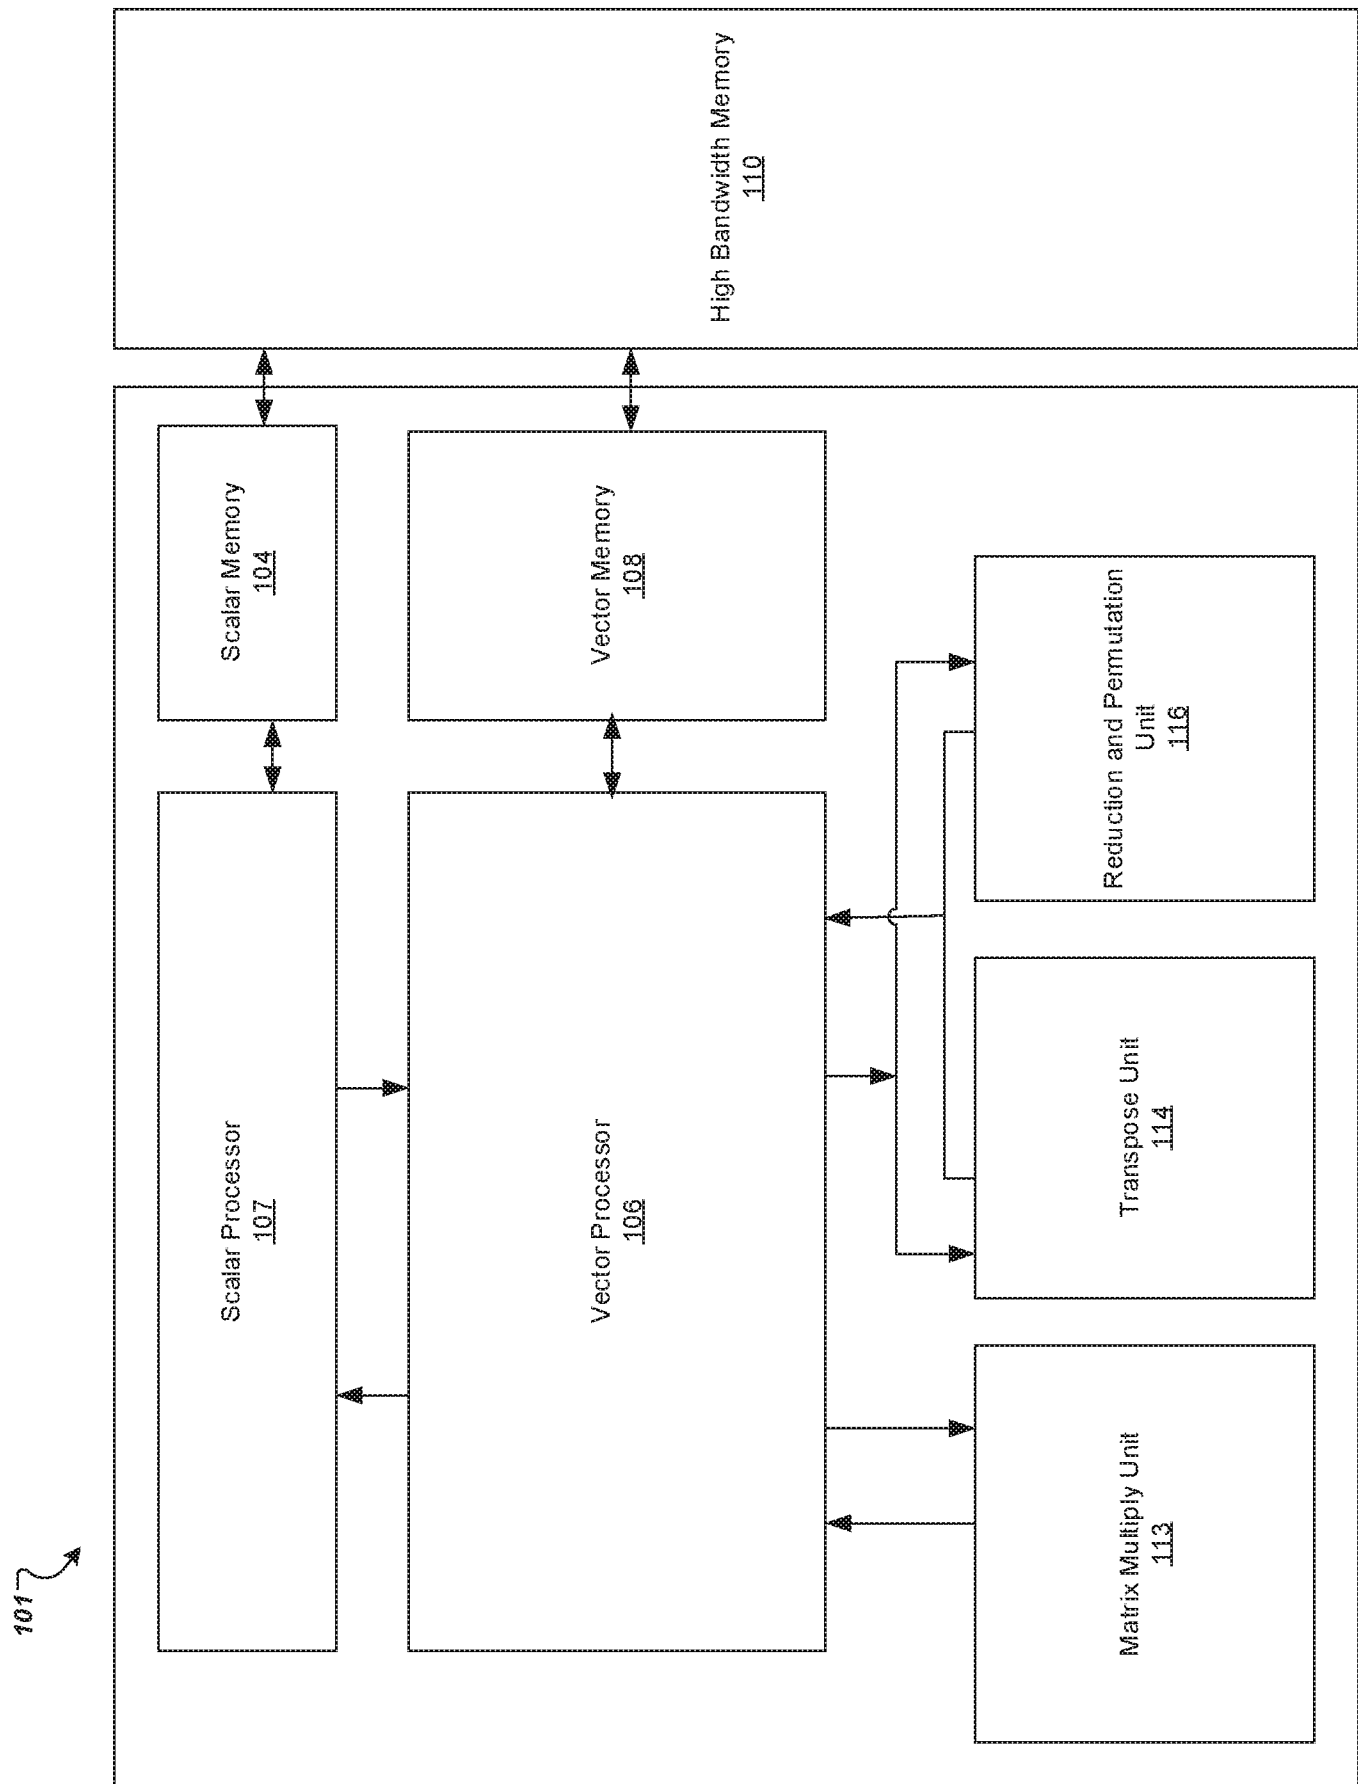 101
Scalar Processor
107
Scalar Memory
104
High Bandwidth Memory
110
Vector Processor
106
Vector Memory
108
Matrix Multiply Unit
113
Transpose Unit
114
Reduction and Permutation
Unit
116